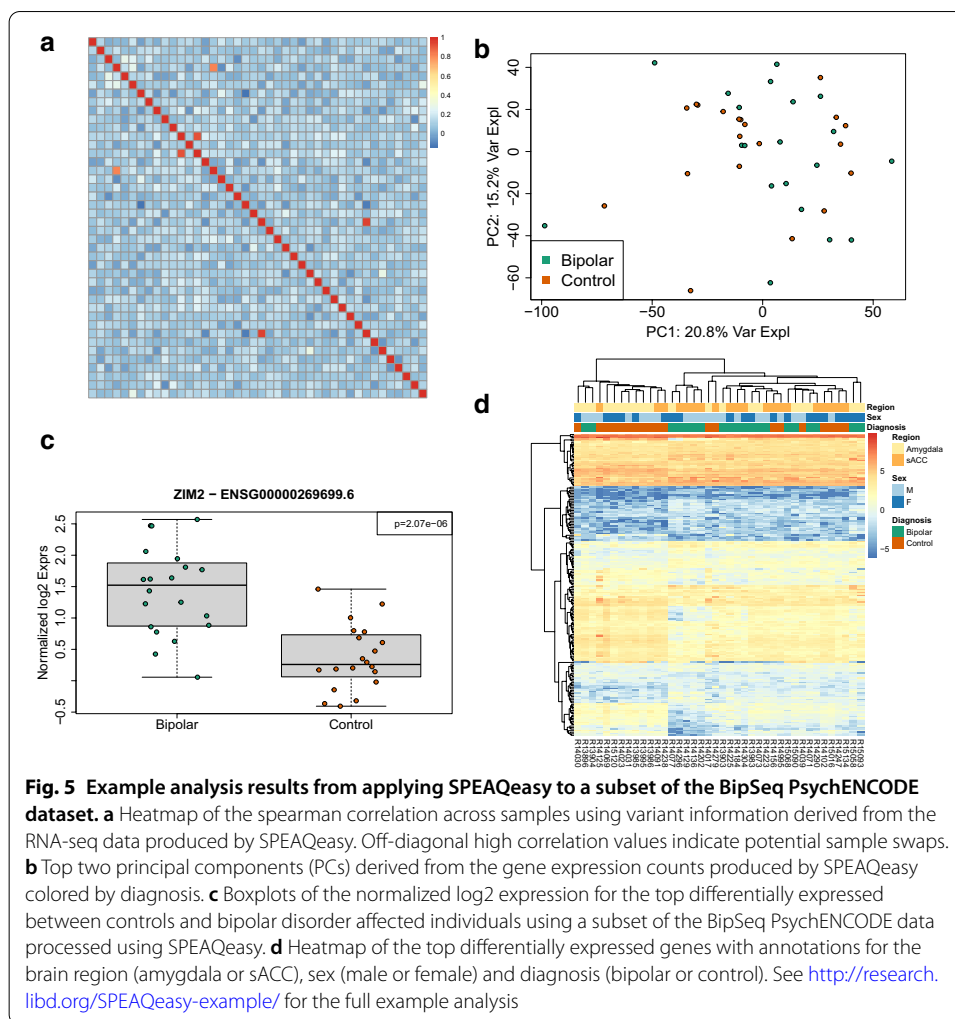 a
1
0.8
0.6
0.4
0.2
0
b
PC2: 15.2% Var Expl
40
20
0
−20
−40
−60
Bipolar
Control
−100
−50
0
50
PC1: 20.8% Var Expl
c
ZIM2 − ENSG00000269699.6
p=2.07e−06
Normalized log2 Exprs
2.5
2.0
1.5
1.0
0.5
−0.5
Bipolar
Control
d
Region
Sex
Diagnosis
5
0
−5
Region
Amygdala
sACC
Sex
M
F
Diagnosis
Bipolar
Control
Fig. 5 Example analysis results from applying SPEAQeasy to a subset of the BipSeq PsychENCODE
dataset. a Heatmap of the spearman correlation across samples using variant information derived from the
RNA-seq data produced by SPEAQeasy. Off-diagonal high correlation values indicate potential sample swaps.
b Top two principal components (PCs) derived from the gene expression counts produced by SPEAQeasy
colored by diagnosis. c Boxplots of the normalized log2 expression for the top differentially expressed
between controls and bipolar disorder affected individuals using a subset of the BipSeq PsychENCODE data
processed using SPEAQeasy. d Heatmap of the top differentially expressed genes with annotations for the
brain region (amygdala or sACC), sex (male or female) and diagnosis (bipolar or control). See http://research.
libd.org/SPEAQeasy-example/ for the full example analysis